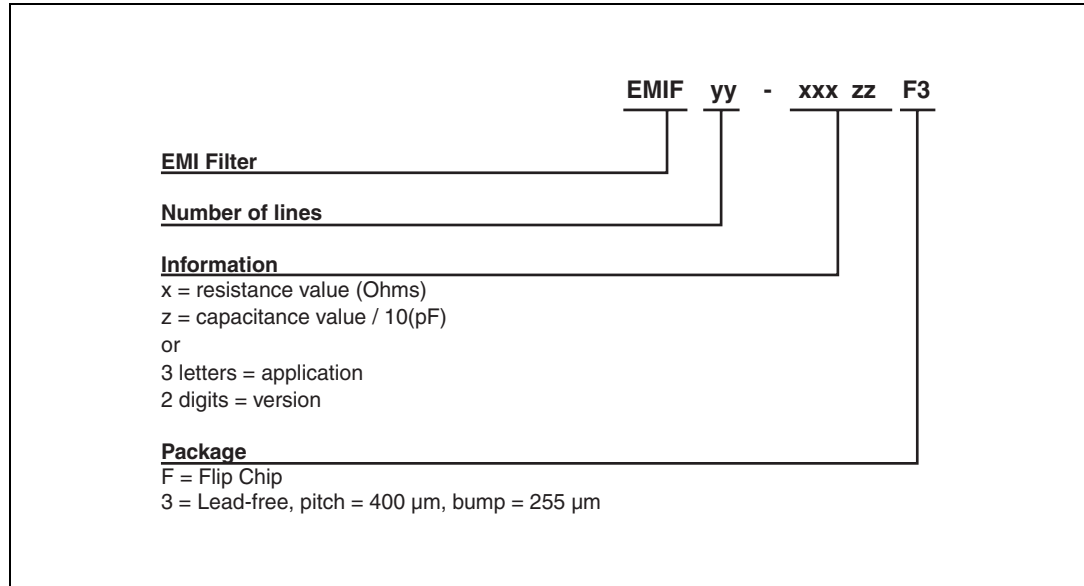 EMIF yy - xxx zz F3
EMI Filter
Number of lines
Information
x = resistance value (Ohms)
z = capacitance value / 10(pF)
or
3 letters = application
2 digits = version
Package
F = Flip Chip
3 = Lead-free, pitch = 400 µm, bump = 255 µm